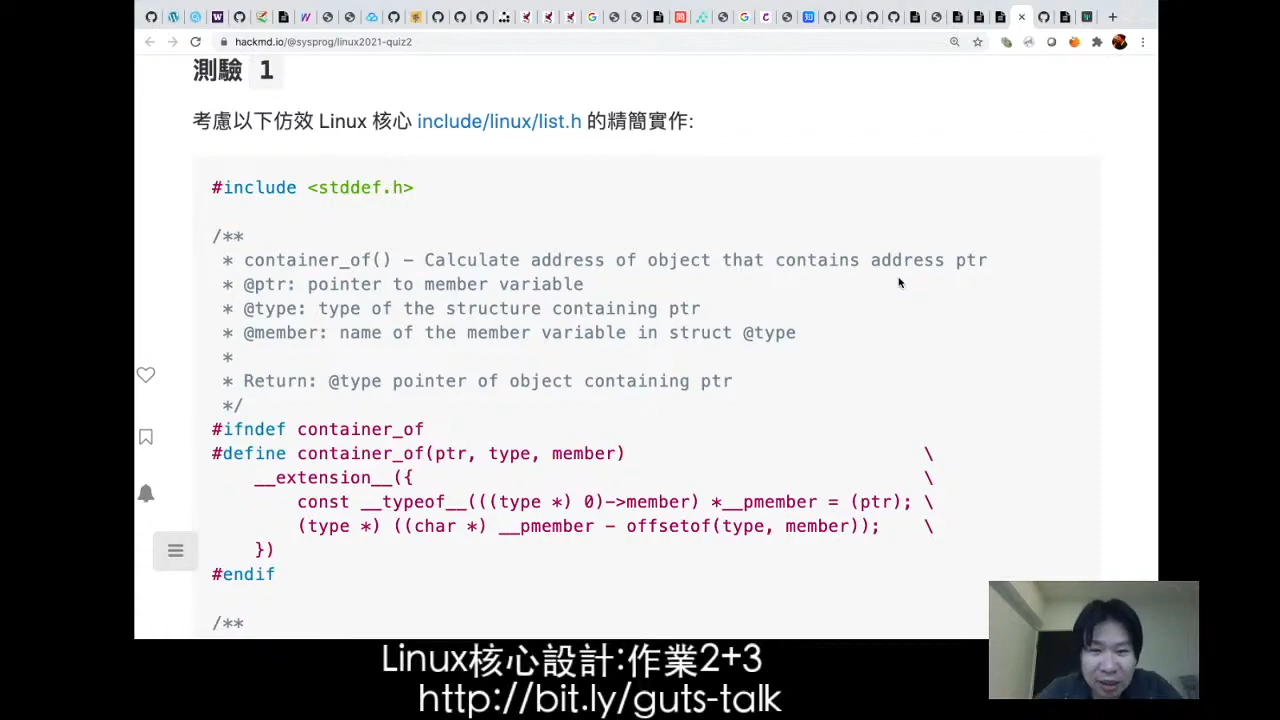 hackmd.io/@sysprog/linux2021-quiz2
測驗 1
考慮以下仿效 Linux 核心 include/linux/list.h 的精簡實作:
#include <stddef.h>
/**
* container_of() - Calculate address of object that contains address ptr
* @ptr: pointer to member variable
* @type: type of the structure containing ptr
* @member: name of the member variable in struct @type
*
* Return: @type pointer of object containing ptr
*/
#ifndef container_of
#define container_of(ptr, type, member) \
__extension__({ \
const __typeof__(((type *) 0)->member) *__pmember = (ptr); \
(type *) ((char *) __pmember - offsetof(type, member)); \
})
#endif
/**
Linux核心設計:作業2+3
http://bit.ly/guts-talk